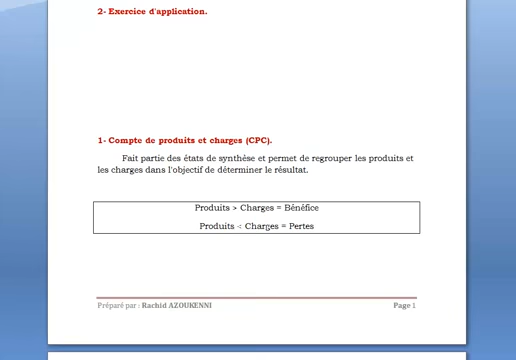 2- Exercice d'application.
1- Compte de produits et charges (CPC).
Fait partie des états de synthèse et permet de regrouper les produits et
les charges dans l'objectif de déterminer le résultat.
Produits > Charges = Bénéfice
Produits < Charges = Pertes
Préparé par : Rachid AZOUKENNI Page 1